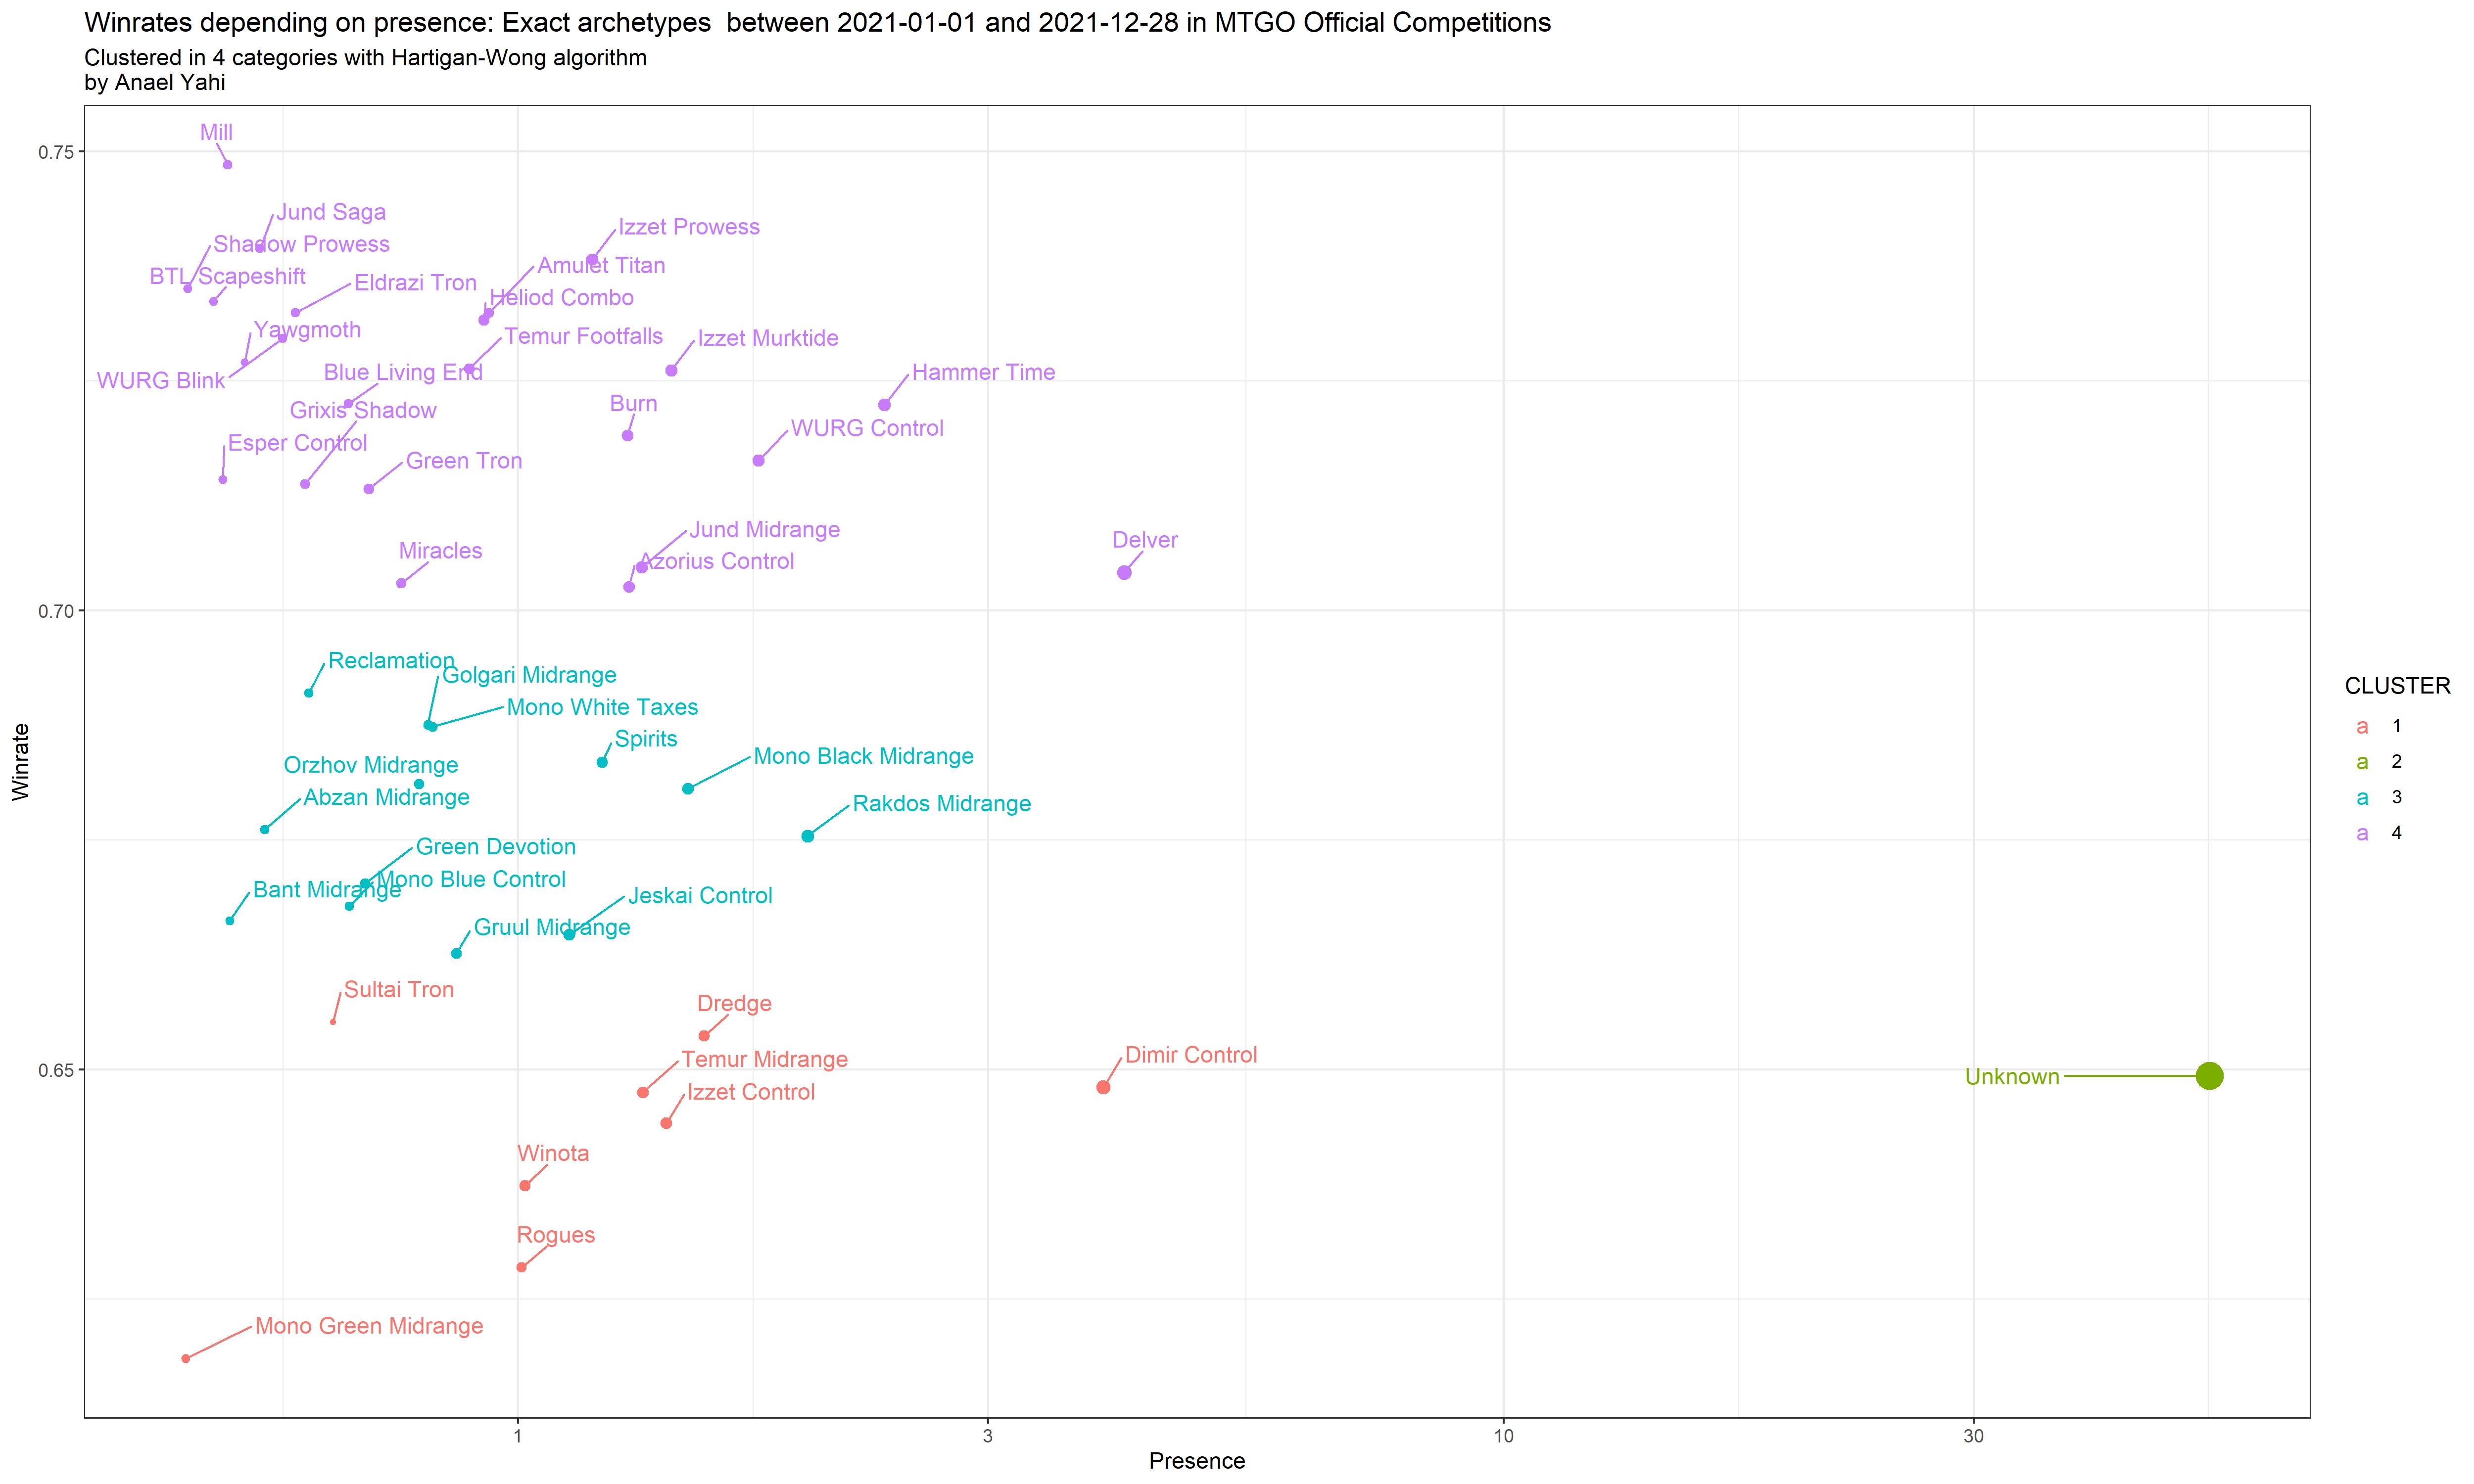 Winrates depending on presence: Exact archetypes  between 2021-01-01 and 2021-12-28 in MTGO Official Competitions
Clustered in 4 categories with Hartigan-Wong algorithm
by Anael Yahi
Mill
0.75
Jund Saga
Izzet Prowess
Shadow Prowess
Amulet Titan
BTL Scapeshift
Eldrazi Tron
Heliod Combo
Yawgmoth
Temur Footfalls
Izzet Murktide
WURG Blink
Blue Living End
Hammer Time
Grixis Shadow
Burn
WURG Control
Esper Control
Green Tron
Jund Midrange
Delver
Miracles
Azorius Control
0.70
Reclamation
Golgari Midrange
Mono White Taxes
Spirits
Mono Black Midrange
Orzhov Midrange
Abzan Midrange
Rakdos Midrange
Green Devotion
Mono Blue Control
Bant Midrange
Jeskai Control
Gruul Midrange
Sultai Tron
Dredge
Temur Midrange
Dimir Control
0.65
Unknown
Izzet Control
Winota
Rogues
Mono Green Midrange
Winrate
1
3
10
30
Presence
CLUSTER
a 1
a 2
a 3
a 4